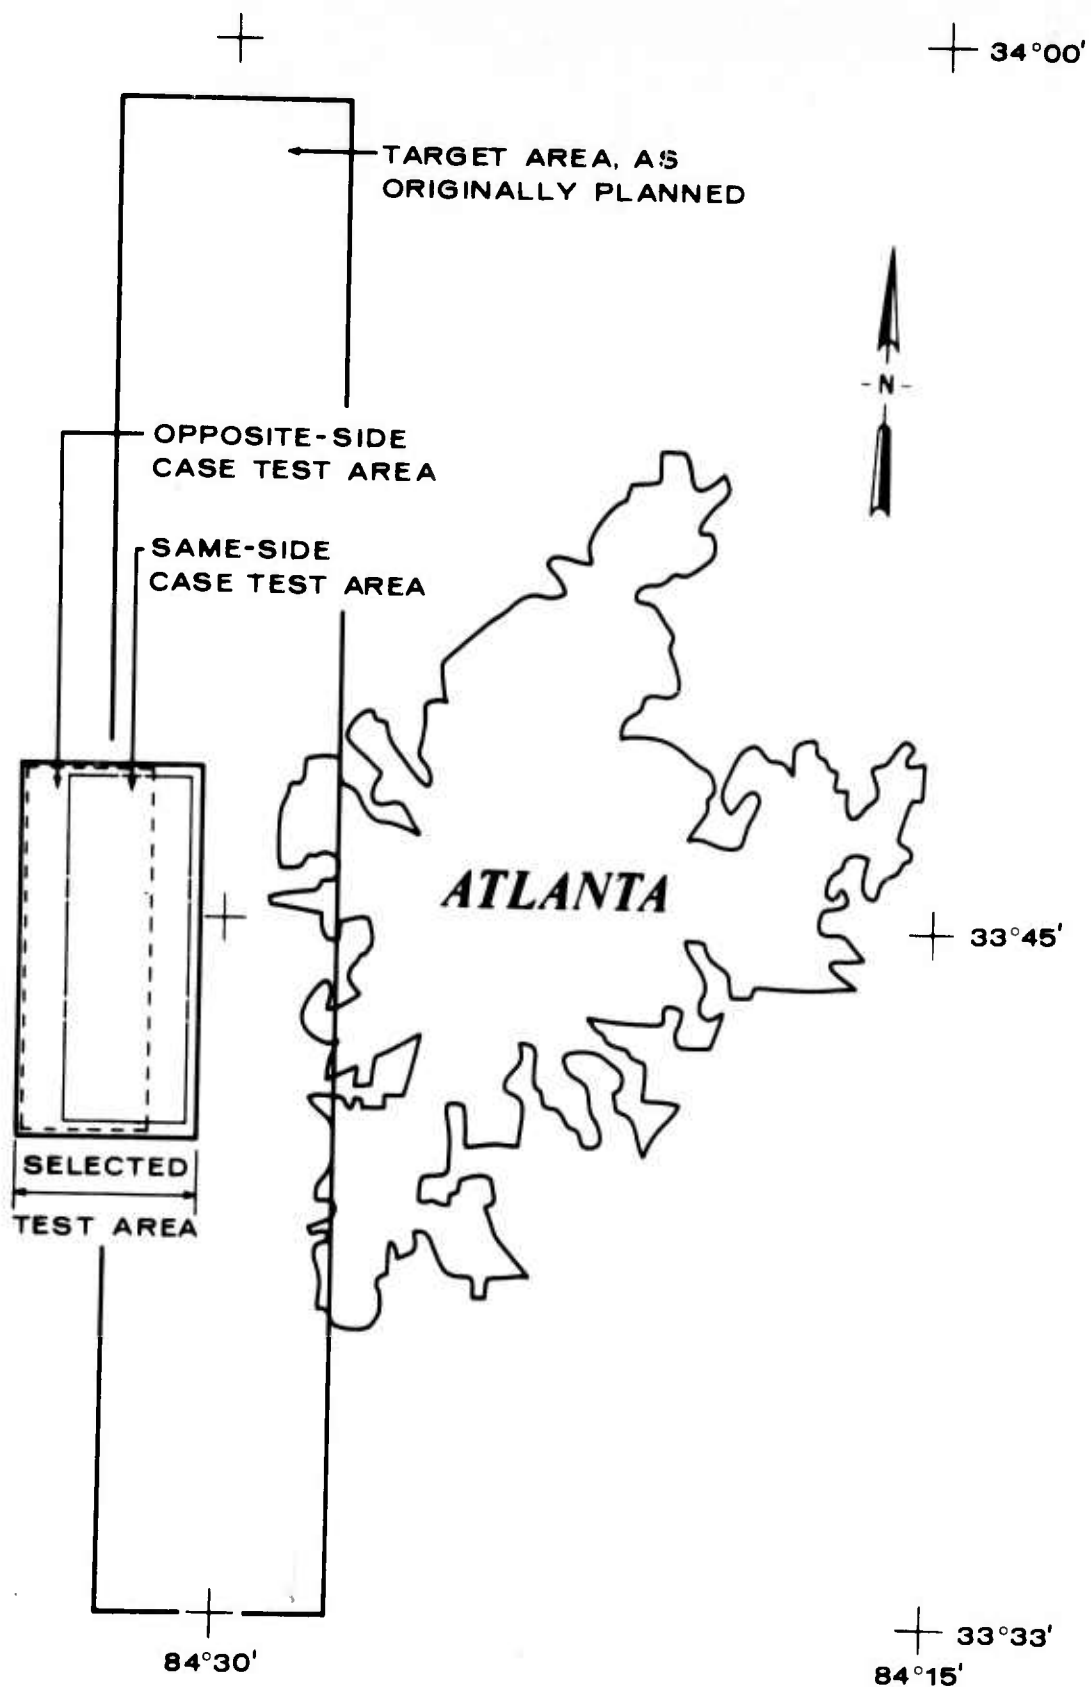 34°00'
TARGET AREA, AS
ORIGINALLY PLANNED
-N-
OPPOSITE-SIDE
CASE TEST AREA
SAME-SIDE
CASE TEST AREA
ATLANTA
33°45'
SELECTED
TEST AREA
33°33'
84°30'
84°15'